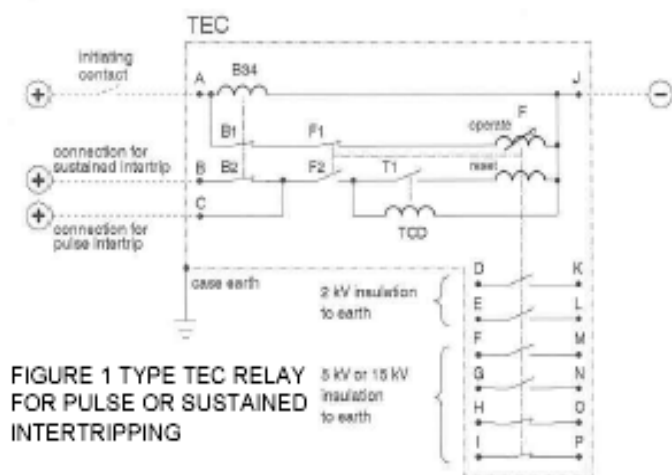 TEC
initiating
contact
A
B34
J
B1
F1
operate
F
connection for
sustained intertrip
B
B2
F2
T1
reset
C
connection for
pulse intertrip
TCD
case earth
2 kV insulation
to earth
D
K
E
L
F
M
G
N
H
O
I
P
5 kV or 15 kV
insulation
to earth
FIGURE 1 TYPE TEC RELAY
FOR PULSE OR SUSTAINED
INTERTRIPPING